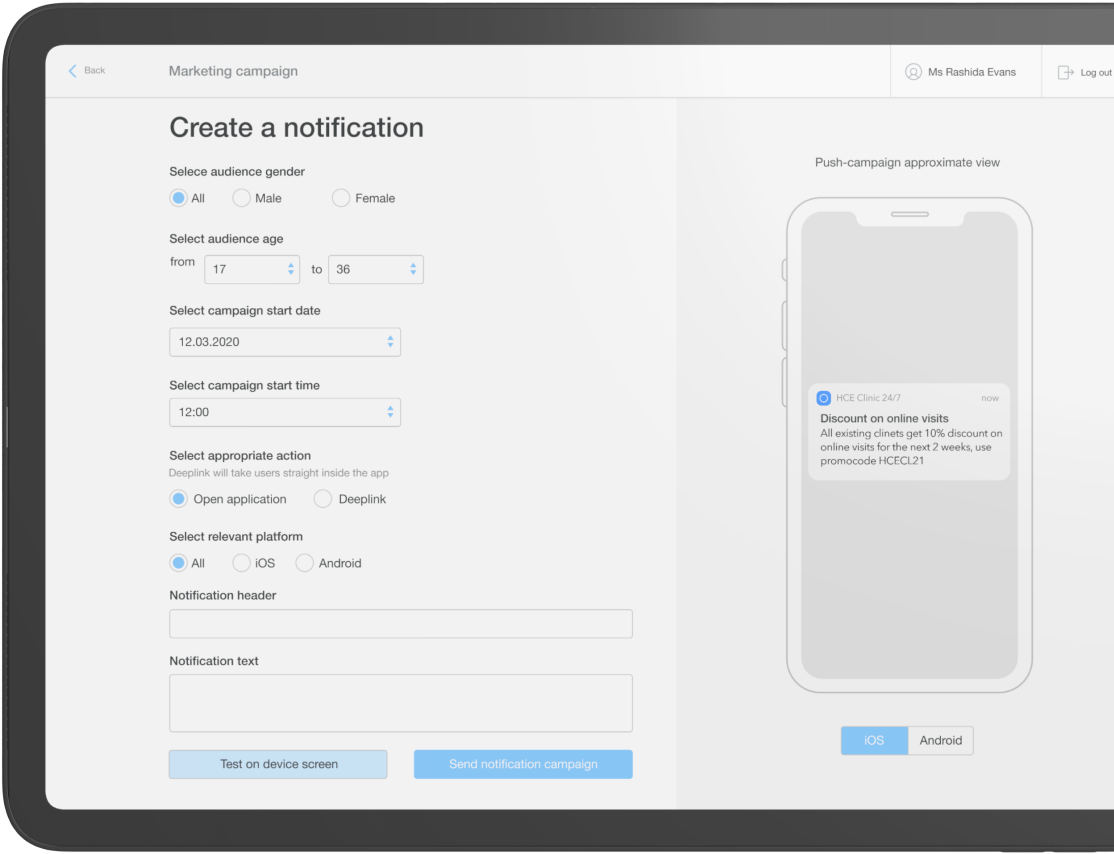 Back
Marketing campaign
Ms Rashida Evans
Log out
Create a notification
Selece audience gender
All Male Female
Select audience age
from 17 to 36
Select campaign start date
12.03.2020
Select campaign start time
12:00
Select appropriate action
Deeplink will take users straight inside the app
Open application Deeplink
Select relevant platform
All iOS Android
Notification header
Notification text
Test on device screen Send notification campaign
Push-campaign approximate view
HCE Clinic 24/7 now
Discount on online visits
All existing clinets get 10% discount on
online visits for the next 2 weeks, use
promocode HCECL21
iOS Android